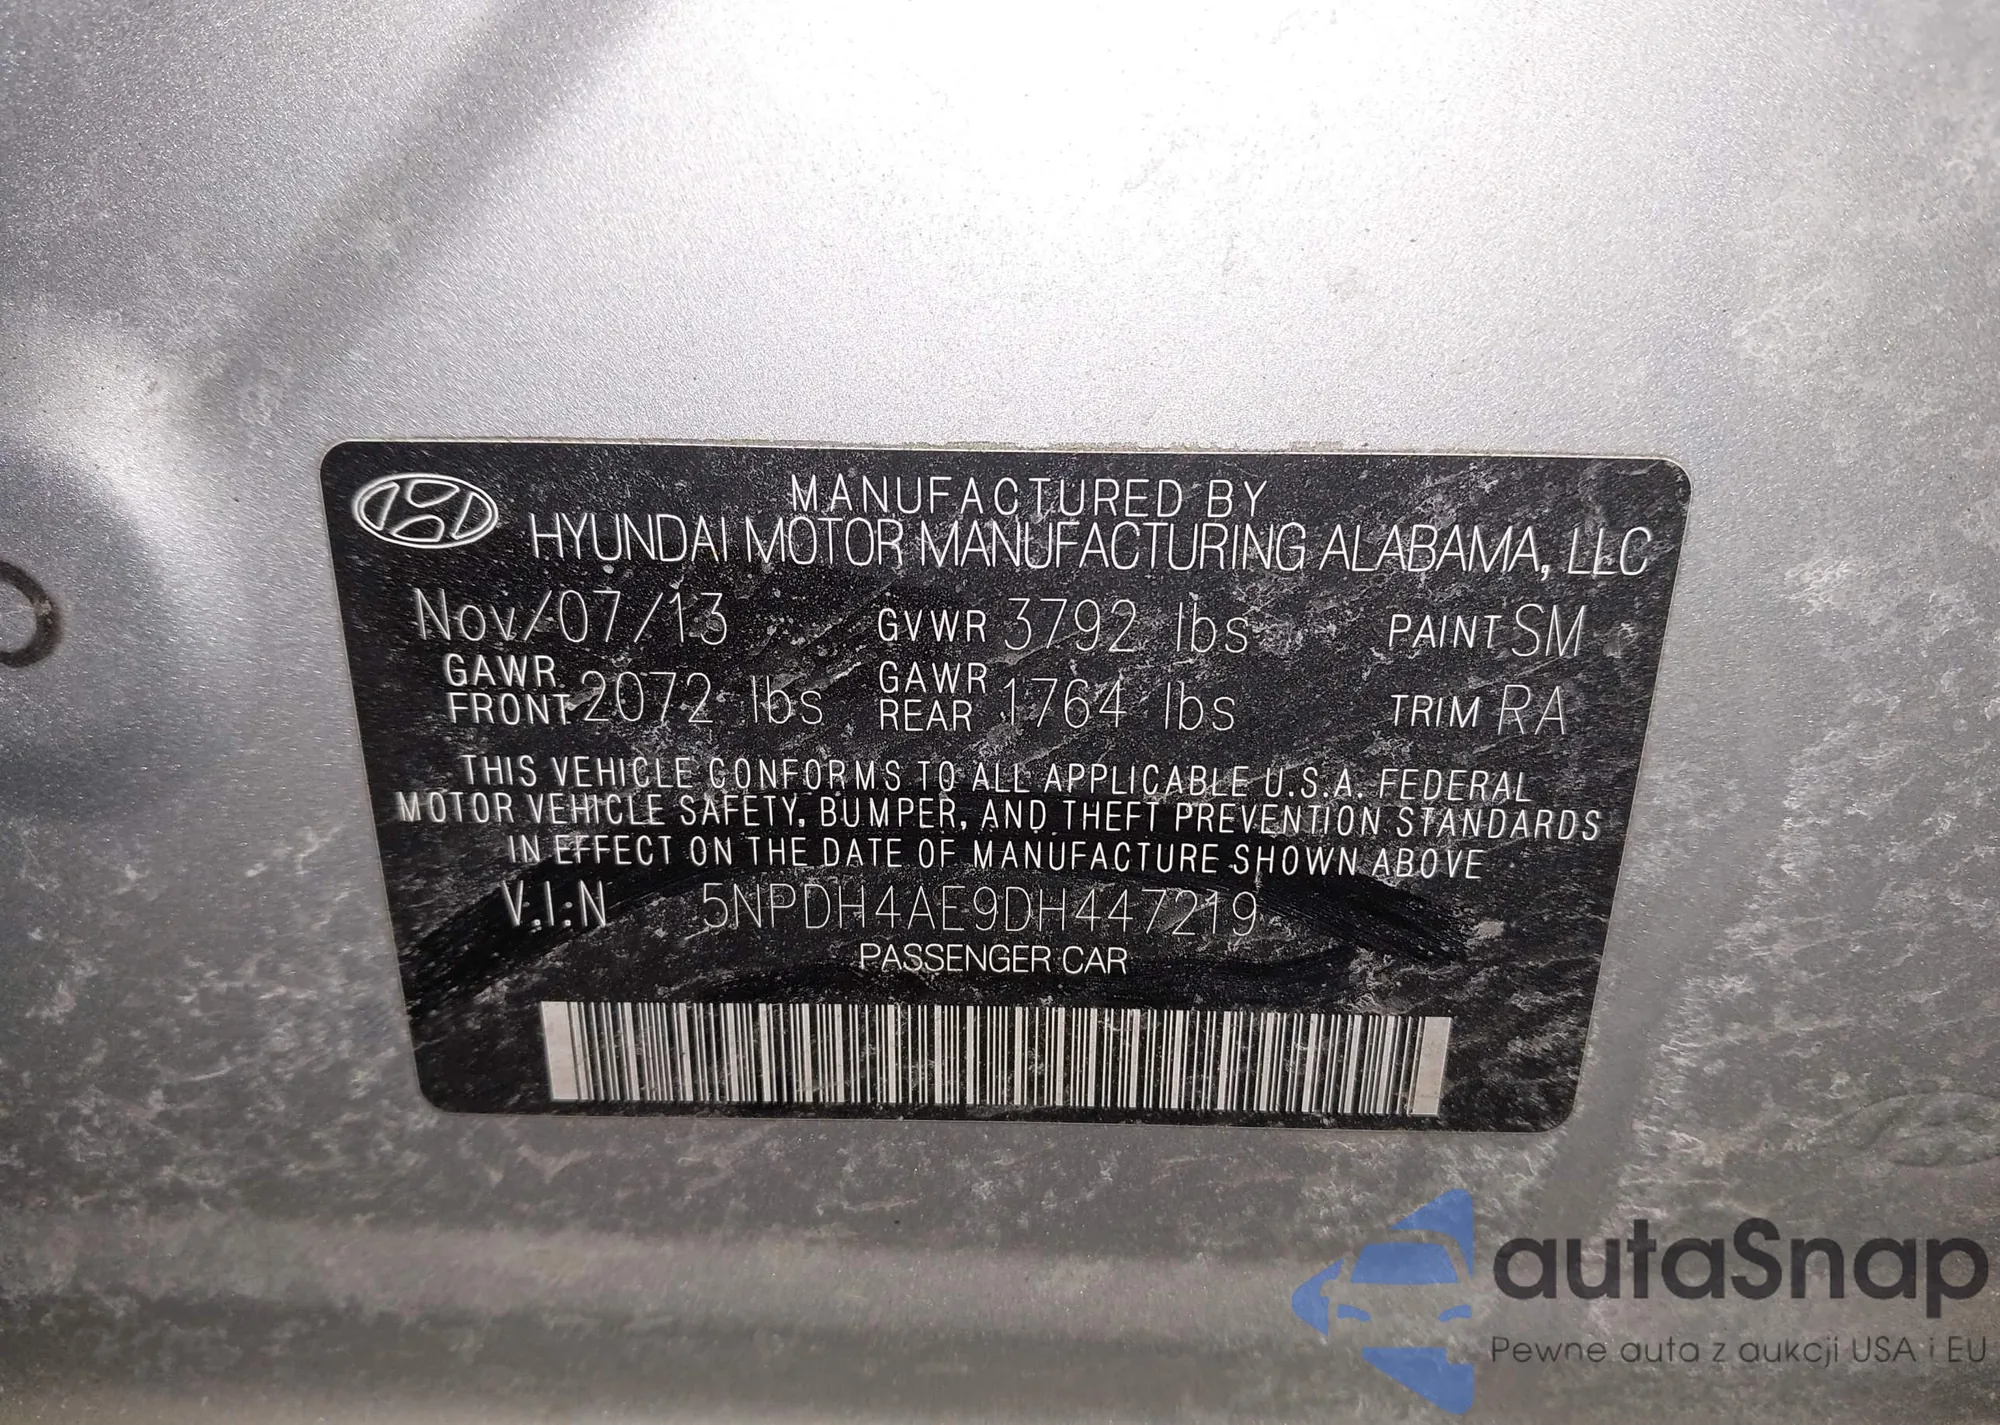 MANUFACTURED BY
HYUNDAI MOTOR MANUFACTURING ALABAMA, LLC
Nov/07/13 GVWR 3792 lbs PAINT SM
GAWR FRONT 2072 lbs GAWR REAR 1764 lbs TRIM RA
THIS VEHICLE CONFORMS TO ALL APPLICABLE U.S.A. FEDERAL
MOTOR VEHICLE SAFETY, BUMPER, AND THEFT PREVENTION STANDARDS
IN EFFECT ON THE DATE OF MANUFACTURE SHOWN ABOVE
V.I.N 5NPDH4AE9DH447219
PASSENGER CAR
autaSnap
Pewne auta z aukcji USA i EU